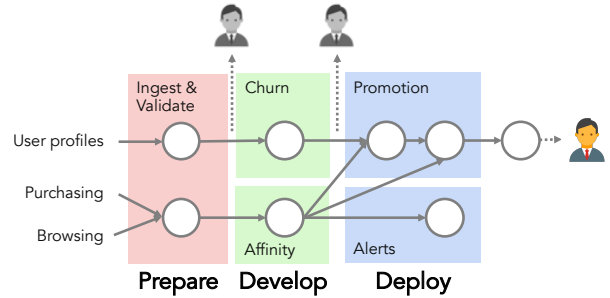 Ingest &
Validate
Churn
Promotion
User profiles
Purchasing
Browsing
Affinity
Alerts
Prepare
Develop
Deploy